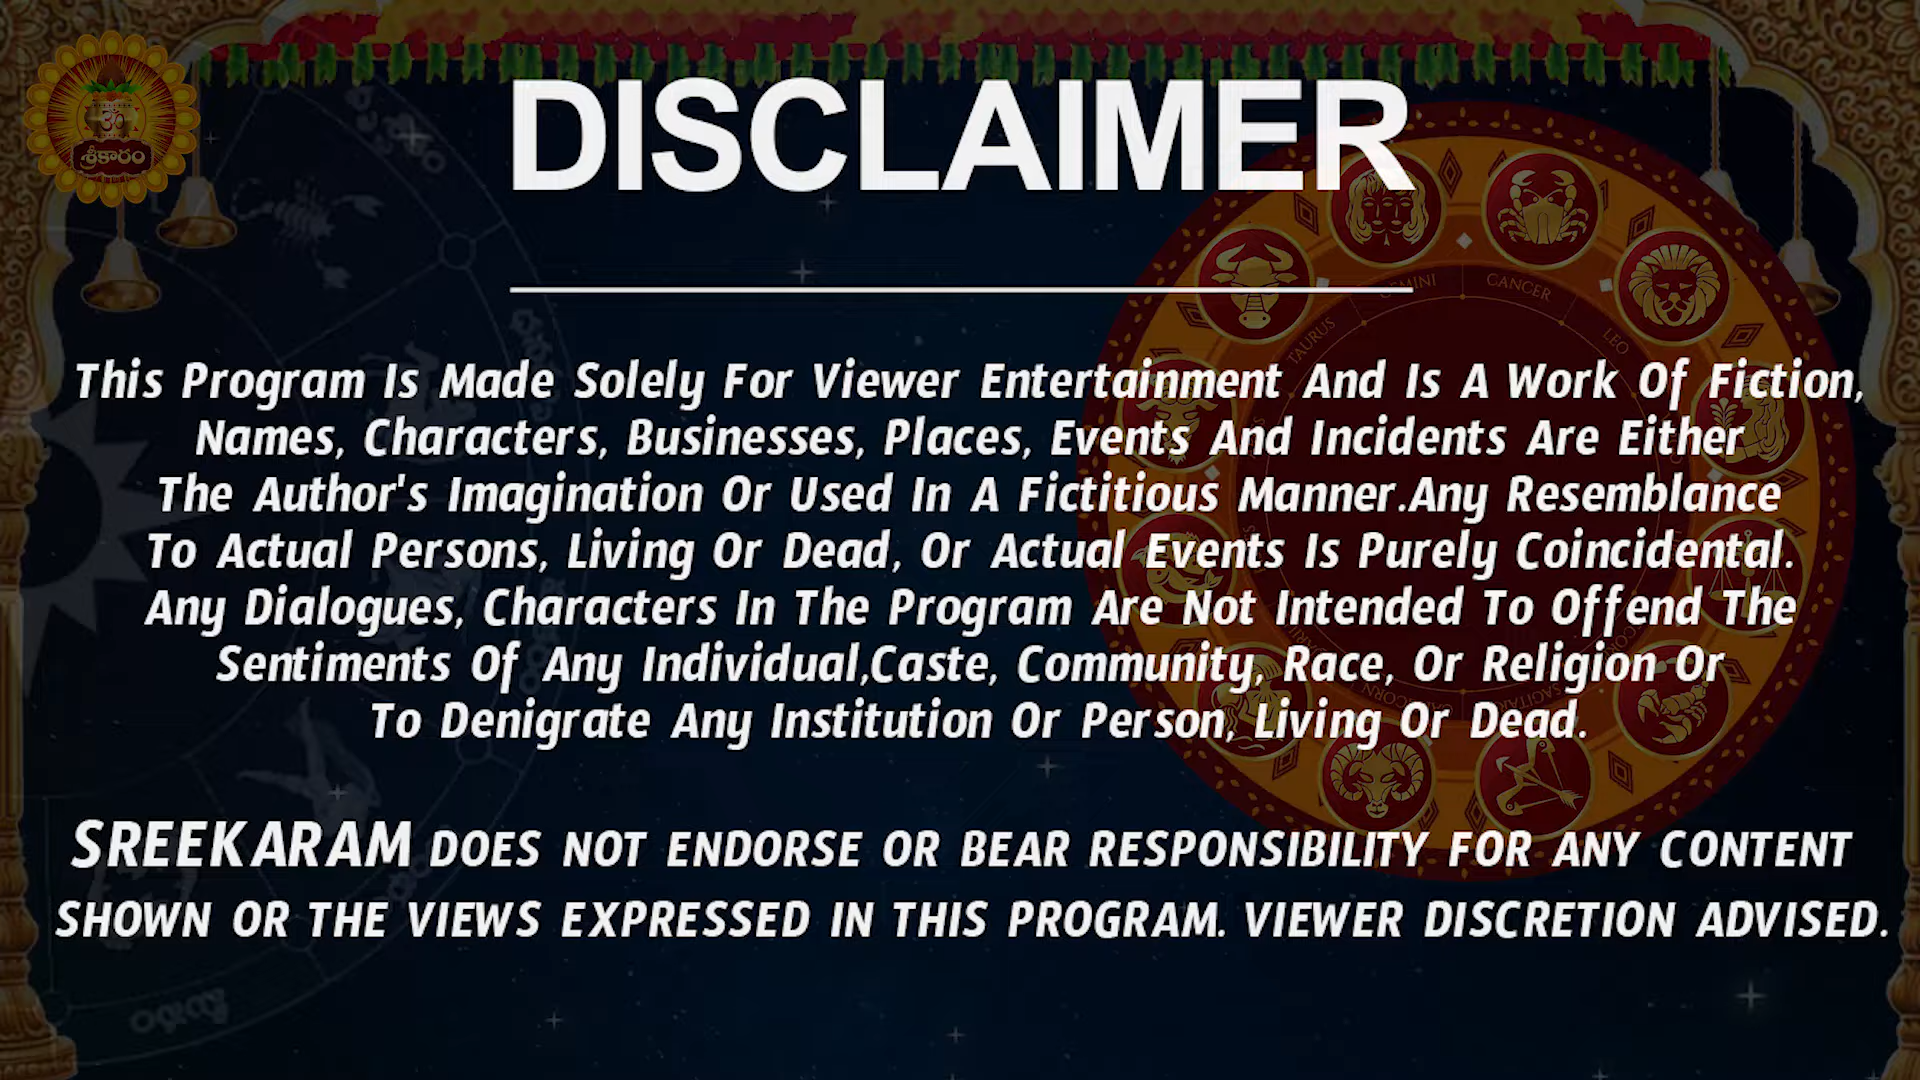 శ్రీకారం
DISCLAIMER
GEMINI
CANCER
TAURUS
LEO
This Program Is Made Solely For Viewer Entertainment And Is A Work Of Fiction,
Names, Characters, Businesses, Places, Events And Incidents Are Either
The Author's Imagination Or Used In A Fictitious Manner.Any Resemblance
To Actual Persons, Living Or Dead, Or Actual Events Is Purely Coincidental.
Any Dialogues, Characters In The Program Are Not Intended To Offend The
Sentiments Of Any Individual,Caste, Community, Race, Or Religion Or
To Denigrate Any Institution Or Person, Living Or Dead.
SREEKARAM DOES NOT ENDORSE OR BEAR RESPONSIBILITY FOR ANY CONTENT
SHOWN OR THE VIEWS EXPRESSED IN THIS PROGRAM. VIEWER DISCRETION ADVISED.